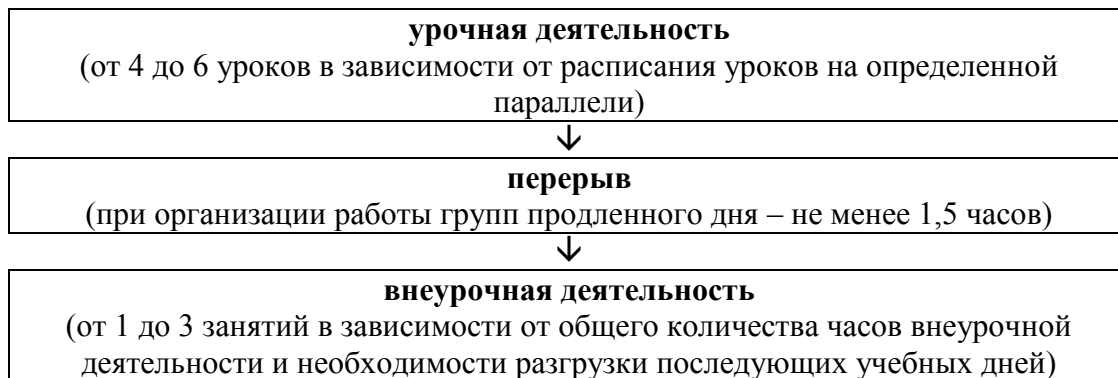 урочная деятельность
(от 4 до 6 уроков в зависимости от расписания уроков на определенной
параллели)
↓
перерыв
(при организации работы групп продленного дня – не менее 1,5 часов)
↓
внеурочная деятельность
(от 1 до 3 занятий в зависимости от общего количества часов внеурочной
деятельности и необходимости разгрузки последующих учебных дней)